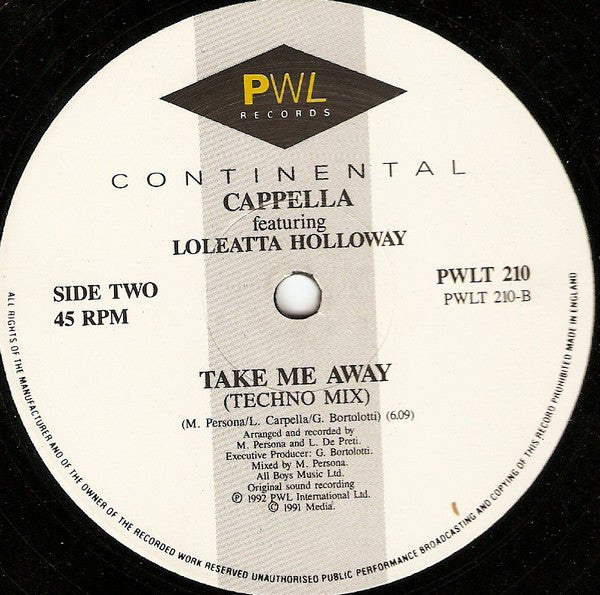 PWL
RECORDS
CONTINENTAL
CAPPELLA
featuring
LOLEATTA HOLLOWAY
SIDE TWO
45 RPM
PWLT 210
PWLT 210-B
TAKE ME AWAY
(TECHNO MIX)
(M. Persona/L. Carpella/G. Bortolotti) (6.09)
Arranged and recorded by
M. Persona and L. De Preti.
Executive Producer: G. Bortolotti.
Mixed by M. Persona.
All Boys Music Ltd.
Original sound recording
℗ 1992 PWL International Ltd.
© 1991 Media.
ALL RIGHTS OF THE MANUFACTURER AND OF THE OWNER OF THE RECORDED WORK RESERVED UNAUTHORISED PUBLIC PERFORMANCE BROADCASTING AND COPYING OF THIS RECORD PROHIBITED MADE IN ENGLAND